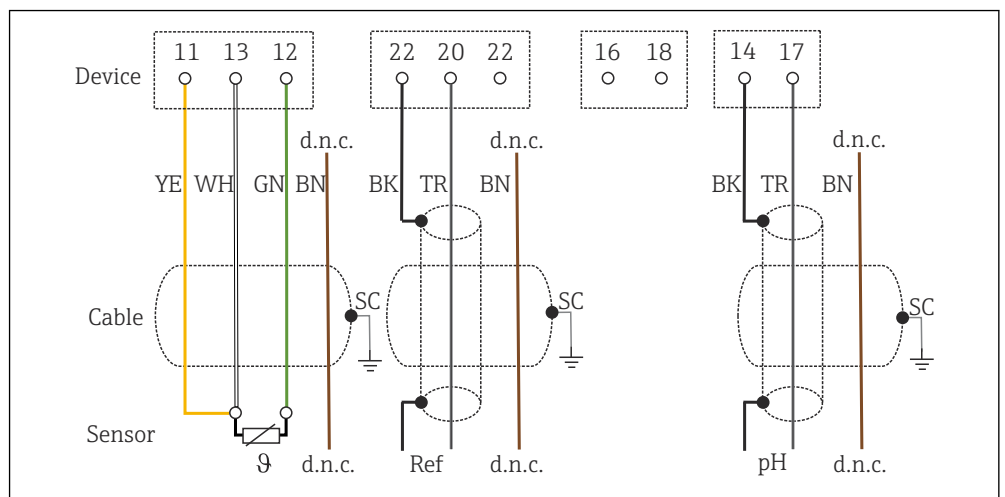 11 13 12 22 20 22 16 18 14 17
Device
d.n.c. d.n.c. d.n.c.
YE WH GN BN BK TR BN BK TR BN
SC SC SC
Cable
Sensor
ϑ d.n.c. Ref d.n.c. pH d.n.c.